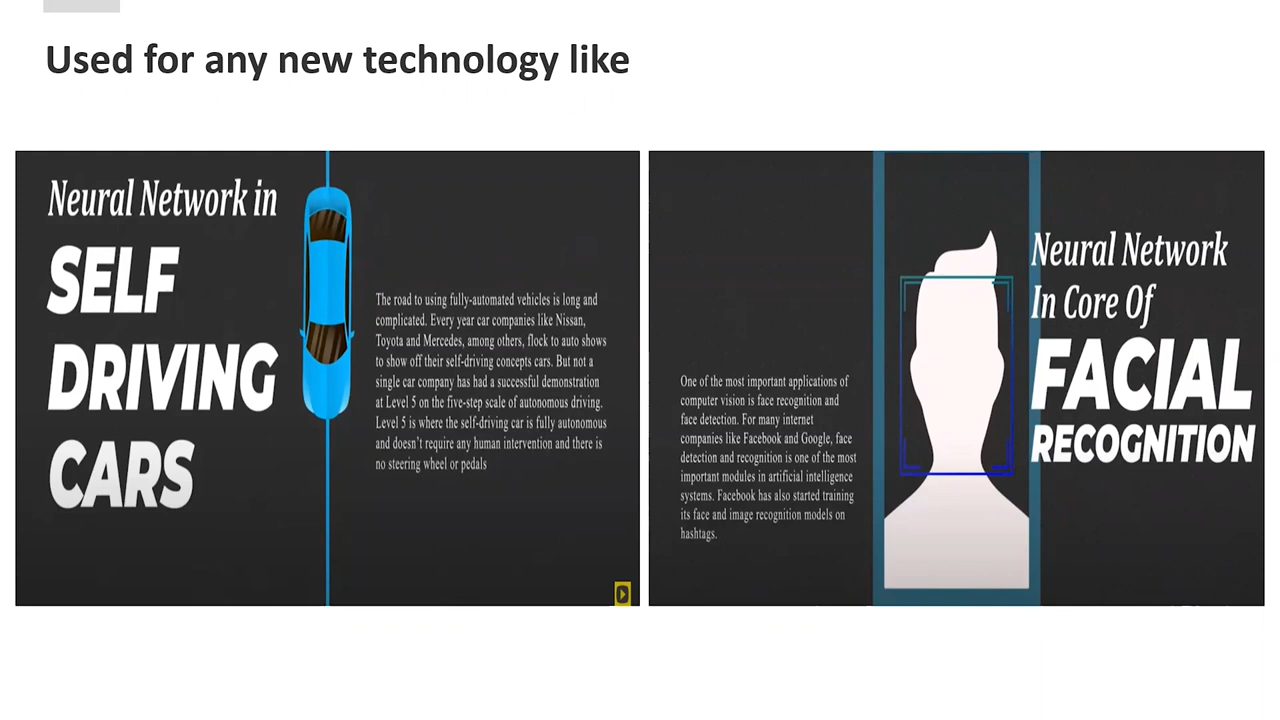 Used for any new technology like
Neural Network in
SELF
DRIVING
CARS
The road to using fully-automated vehicles is long and
complicated. Every year car companies like Nissan,
Toyota and Mercedes, among others, flock to auto shows
to show off their self-driving concepts cars. But not a
single car company has had a successful demonstration
at Level 5 on the five-step scale of autonomous driving.
Level 5 is where the self-driving car is fully autonomous
and doesn't require any human intervention and there is
no steering wheel or pedals
Neural Network
In Core Of
FACIAL
RECOGNITION
One of the most important applications of
computer vision is face recognition and
face detection. For many internet
companies like Facebook and Google, face
detection and recognition is one of the most
important modules in artificial intelligence
systems. Facebook has also started training
its face and image recognition models on
hashtags.